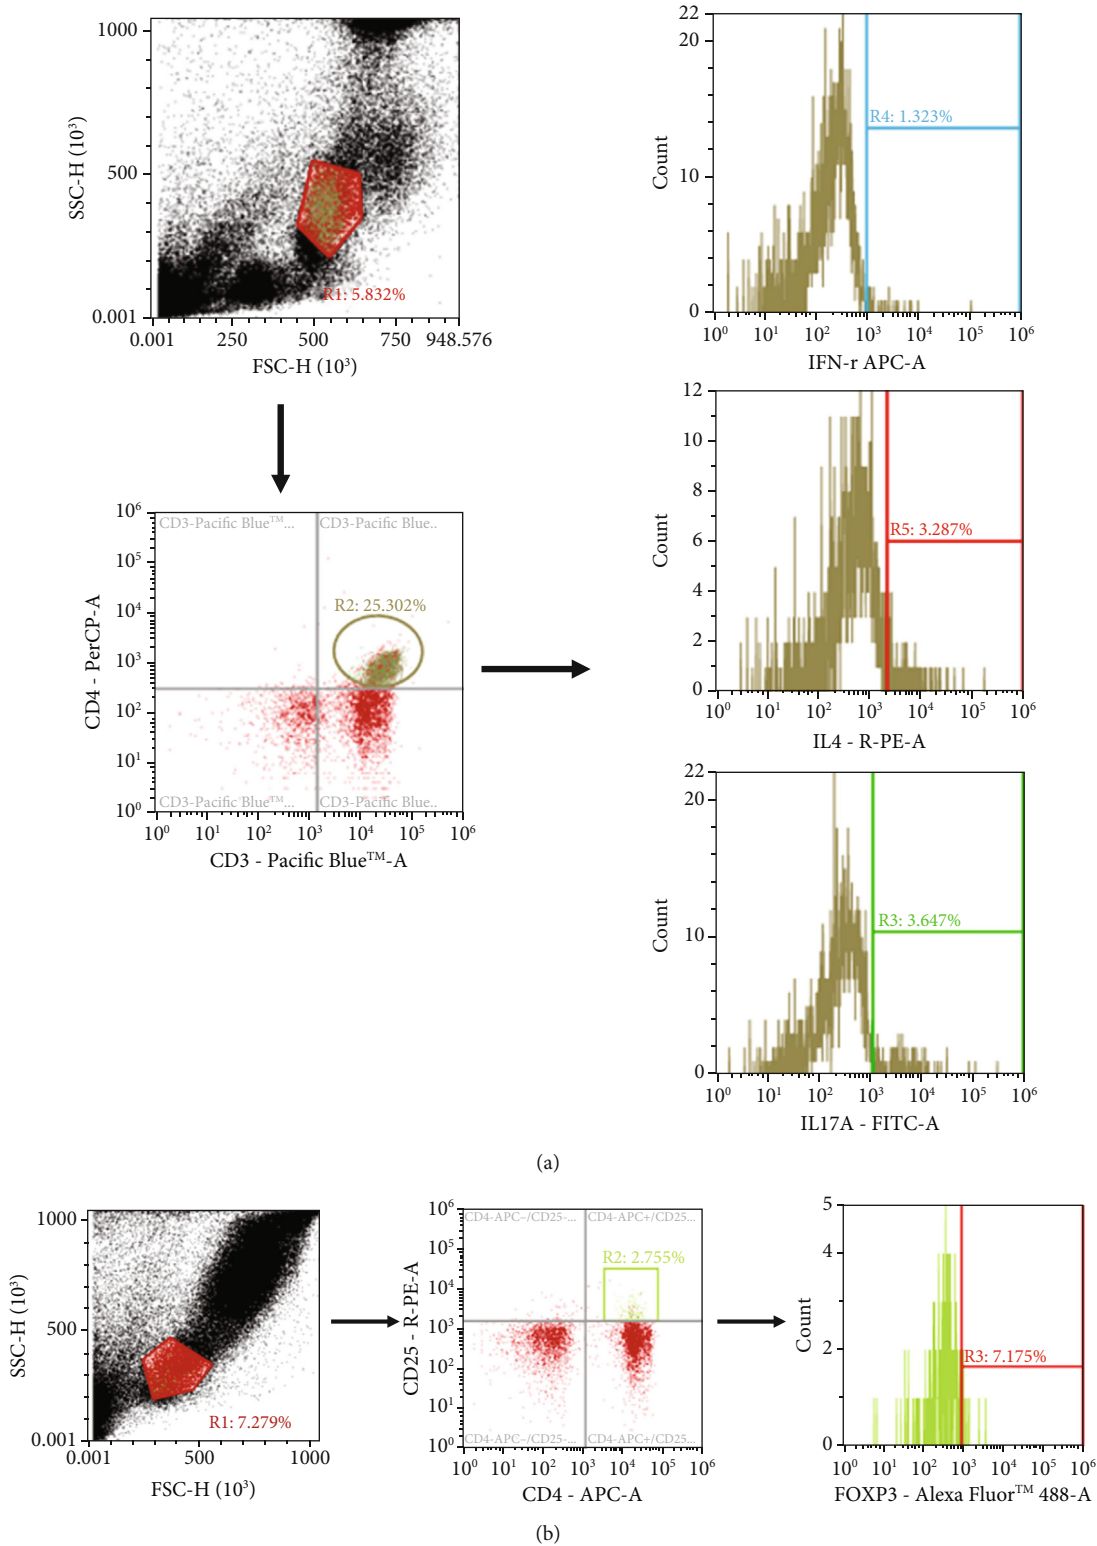 1000
500
0.001
SSC-H (10³)
R1: 5.832%
0.001 250 500 750 948.576
FSC-H (10³)
22
20
10
0
Count
R4: 1.323%
10⁰ 10¹ 10² 10³ 10⁴ 10⁵ 10⁶
IFN-r APC-A
12
10
8
6
4
2
0
Count
R5: 3.287%
10⁰ 10¹ 10² 10³ 10⁴ 10⁵ 10⁶
IL4 - R-PE-A
10⁶
10⁵
10⁴
10³
10²
10¹
10⁰
CD4 - PerCP-A
CD3-Pacific Blue™... CD3-Pacific Blue..
R2: 25.302%
CD3-Pacific Blue™... CD3-Pacific Blue..
10⁰ 10¹ 10² 10³ 10⁴ 10⁵ 10⁶
CD3 - Pacific Blue™-A
22
20
10
0
Count
R3: 3.647%
10⁰ 10¹ 10² 10³ 10⁴ 10⁵ 10⁶
IL17A - FITC-A
(a)
1000
500
0.001
SSC-H (10³)
R1: 7.279%
0.001 500 1000
FSC-H (10³)
10⁶
10⁵
10⁴
10³
10²
10¹
10⁰
CD25 - R-PE-A
CD4-APC-/CD25-... CD4-APC+/CD25...
R2: 2.755%
CD4-APC-/CD25-... CD4-APC+/CD25...
10⁰ 10¹ 10² 10³ 10⁴ 10⁵ 10⁶
CD4 - APC-A
5
4
2
0
Count
R3: 7.175%
10⁰ 10¹ 10² 10³ 10⁴ 10⁵ 10⁶
FOXP3 - Alexa Fluor™ 488-A
(b)